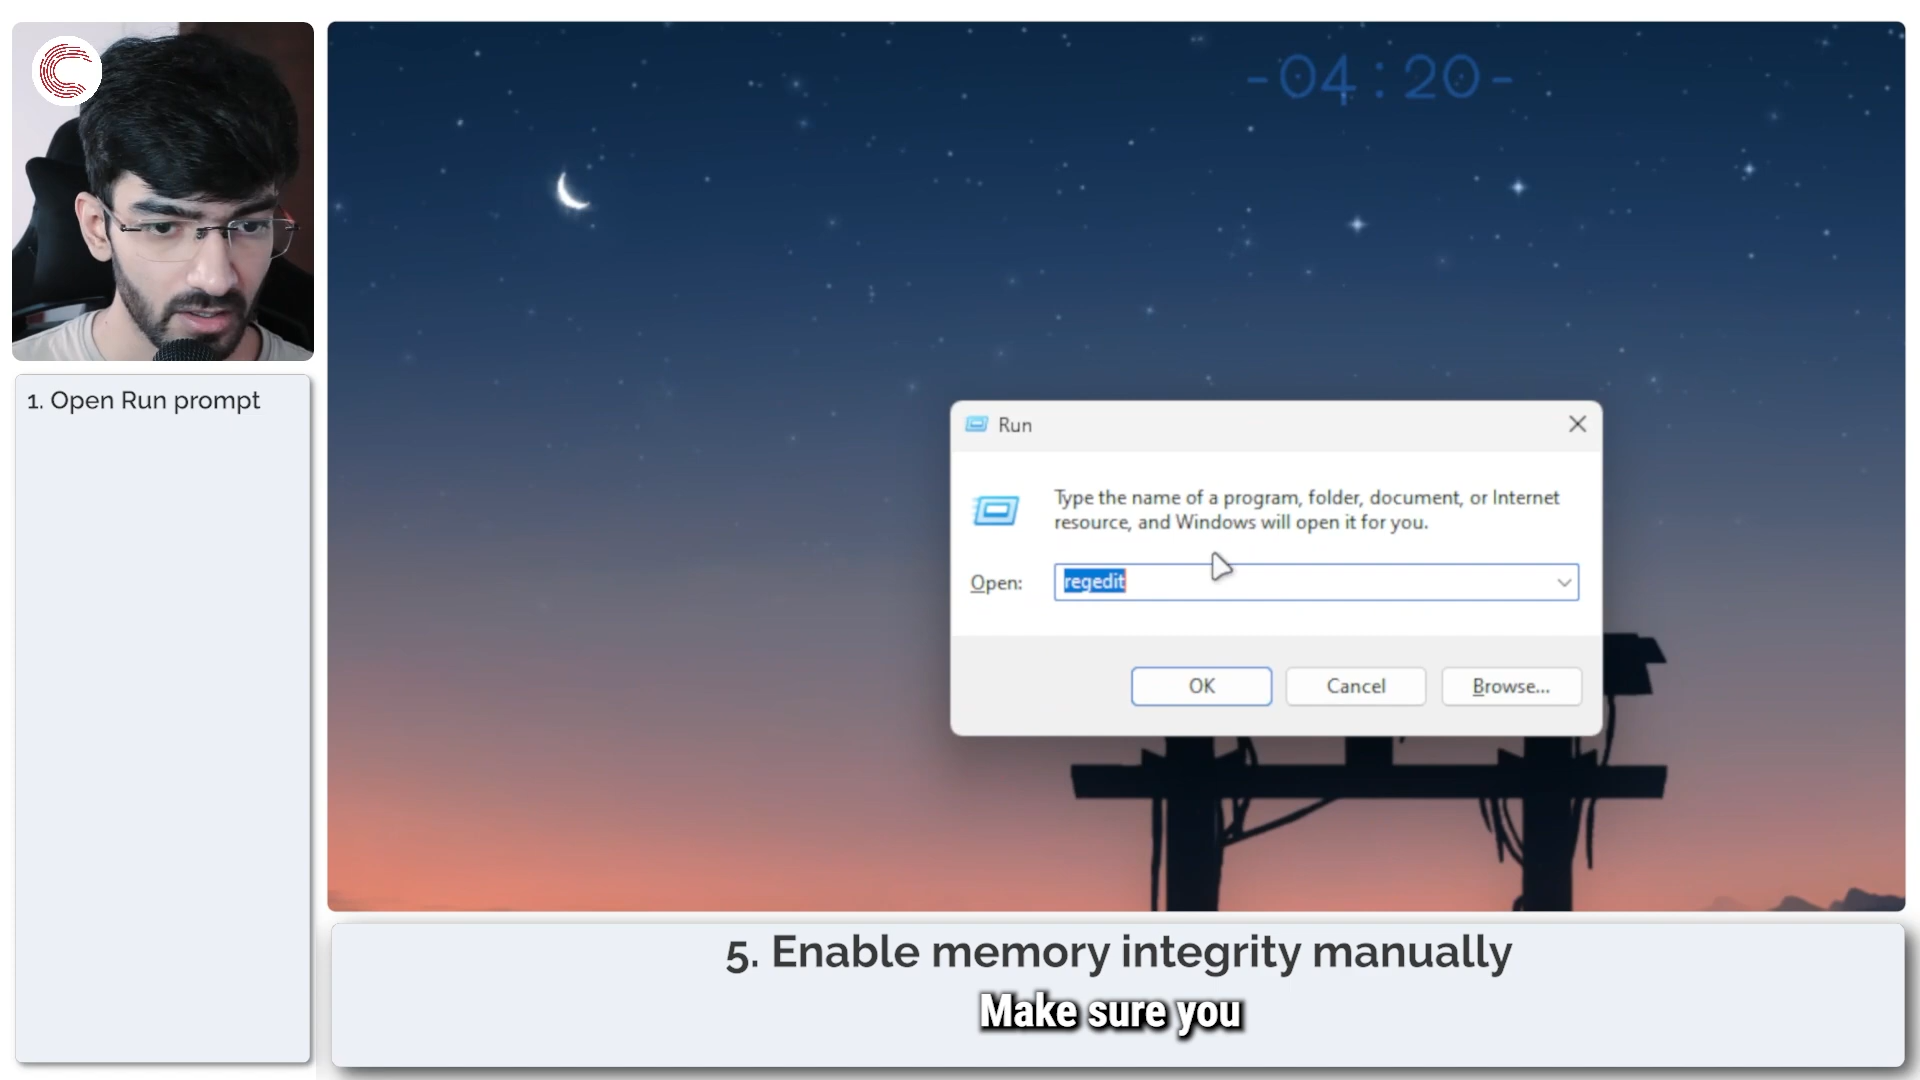 -04:20-
1. Open Run prompt
Run
Type the name of a program, folder, document, or Internet
resource, and Windows will open it for you.
Open:
regedit
OK
Cancel
Browse...
5. Enable memory integrity manually
Make sure you